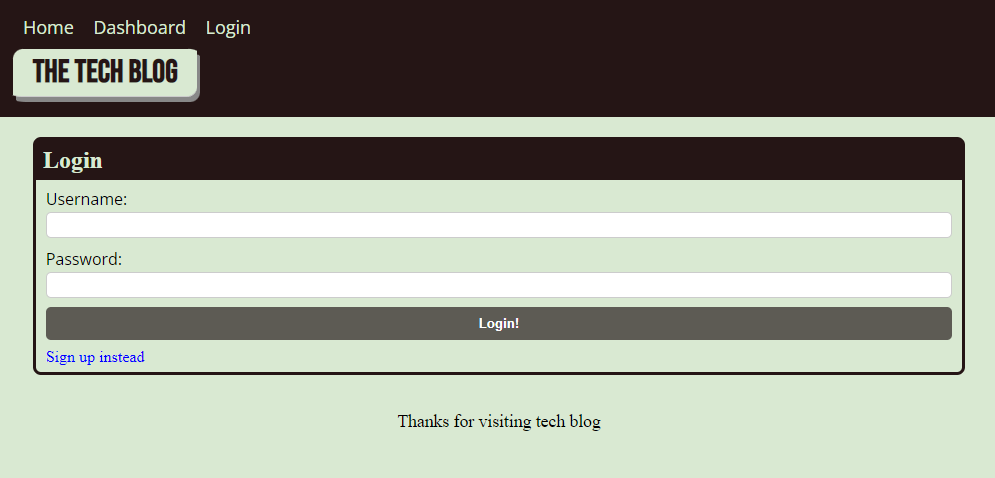 Home Dashboard Login
THE TECH BLOG
Login
Username:
Password:
Login!
Sign up instead
Thanks for visiting tech blog